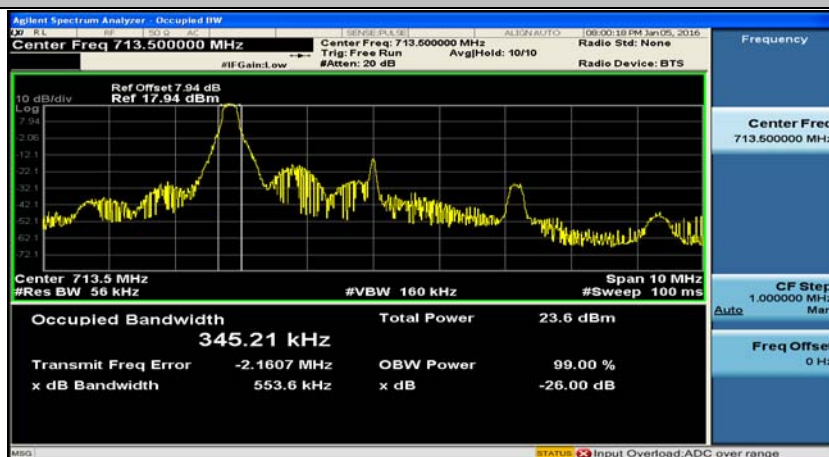 Agilent Spectrum Analyzer - Occupied BW
LXI RL RF 50 Ω AC SENSE:PULSE ALIGN AUTO 08:00:18 PM Jan 05, 2016
Center Freq 713.500000 MHz
Center Freq: 713.500000 MHz Radio Std: None
Trig: Free Run Avg|Hold: 10/10
#IFGain:Low #Atten: 20 dB Radio Device: BTS
Ref Offset 7.94 dB
10 dB/div Ref 17.94 dBm
Log
7.94
-2.06
-12.1
-22.1
-32.1
-42.1
-52.1
-62.1
-72.1
Center 713.5 MHz Span 10 MHz
#Res BW 56 kHz #VBW 160 kHz #Sweep 100 ms
Occupied Bandwidth Total Power 23.6 dBm
345.21 kHz
Transmit Freq Error -2.1607 MHz OBW Power 99.00 %
x dB Bandwidth 553.6 kHz x dB -26.00 dB
MSG STATUS Input Overload;ADC over range
Frequency
Center Freq
713.500000 MHz
CF Step
1.000000 MHz
Auto Man
Freq Offset
0 Hz